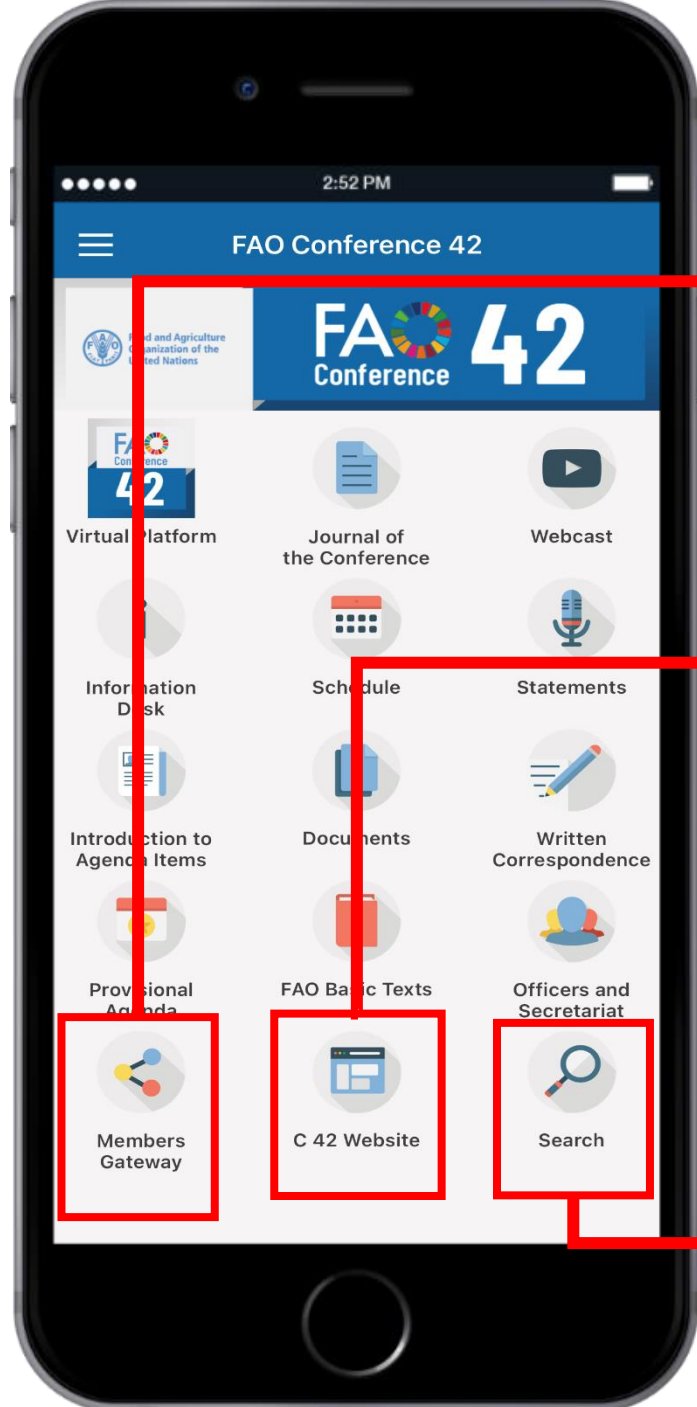 2:52 PM
FAO Conference 42
Food and Agriculture
Organization of the
United Nations
FAO 42
Conference
FAO
Conference
42
Virtual Platform
Journal of
the Conference
Webcast
Information
Desk
Schedule
Statements
Introduction to
Agenda Items
Documents
Written
Correspondence
Provisional
Agenda
FAO Basic Texts
Officers and
Secretariat
Members
Gateway
C 42 Website
Search